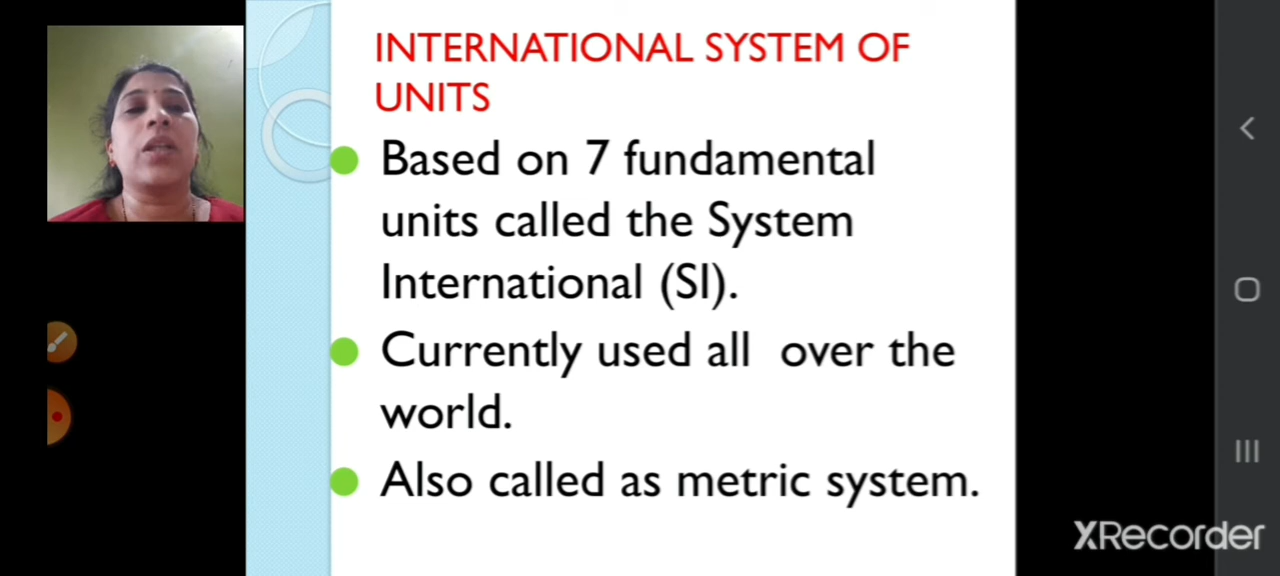 INTERNATIONAL SYSTEM OF
UNITS
Based on 7 fundamental
units called the System
International (SI).
Currently used all over the
world.
Also called as metric system.
XRecorder